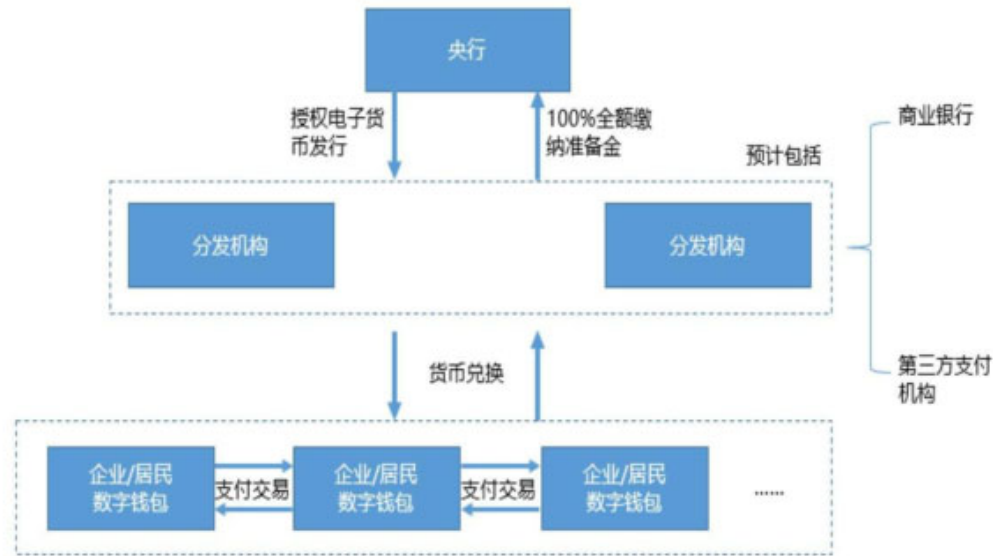 央行
授权电子货
币发行
100%全额缴
纳准备金
商业银行
预计包括
分发机构
分发机构
货币兑换
第三方支付
机构
企业/居民
数字钱包
支付交易
企业/居民
数字钱包
支付交易
企业/居民
数字钱包
......